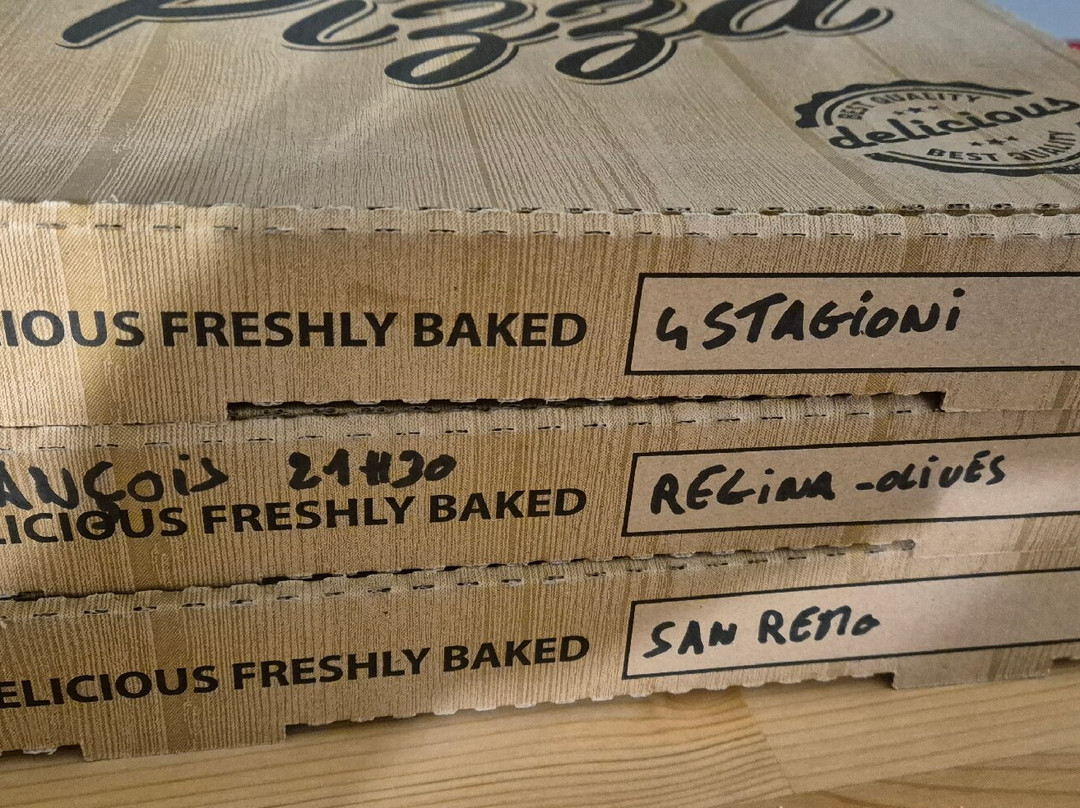 Pizza
BEST QUALITY
delicious
BEST QUALITY
CIOUS FRESHLY BAKED
4 STAGiONi
ANÇois 21H30
LICIOUS FRESHLY BAKED
REGiNA -OLIVES
ELICIOUS FRESHLY BAKED
SAN REMO